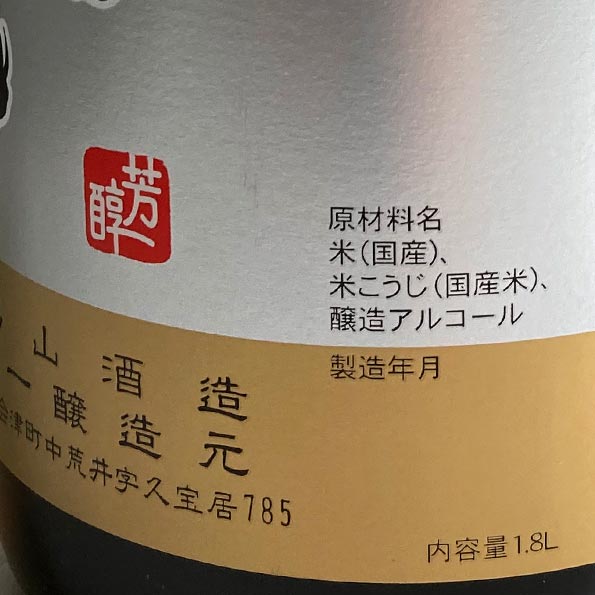 芳醇
原材料名
米(国産)、
米こうじ(国産米)、
醸造アルコール
製造年月
山酒造
醸造元
津町中荒井字久宝居785
内容量1.8L